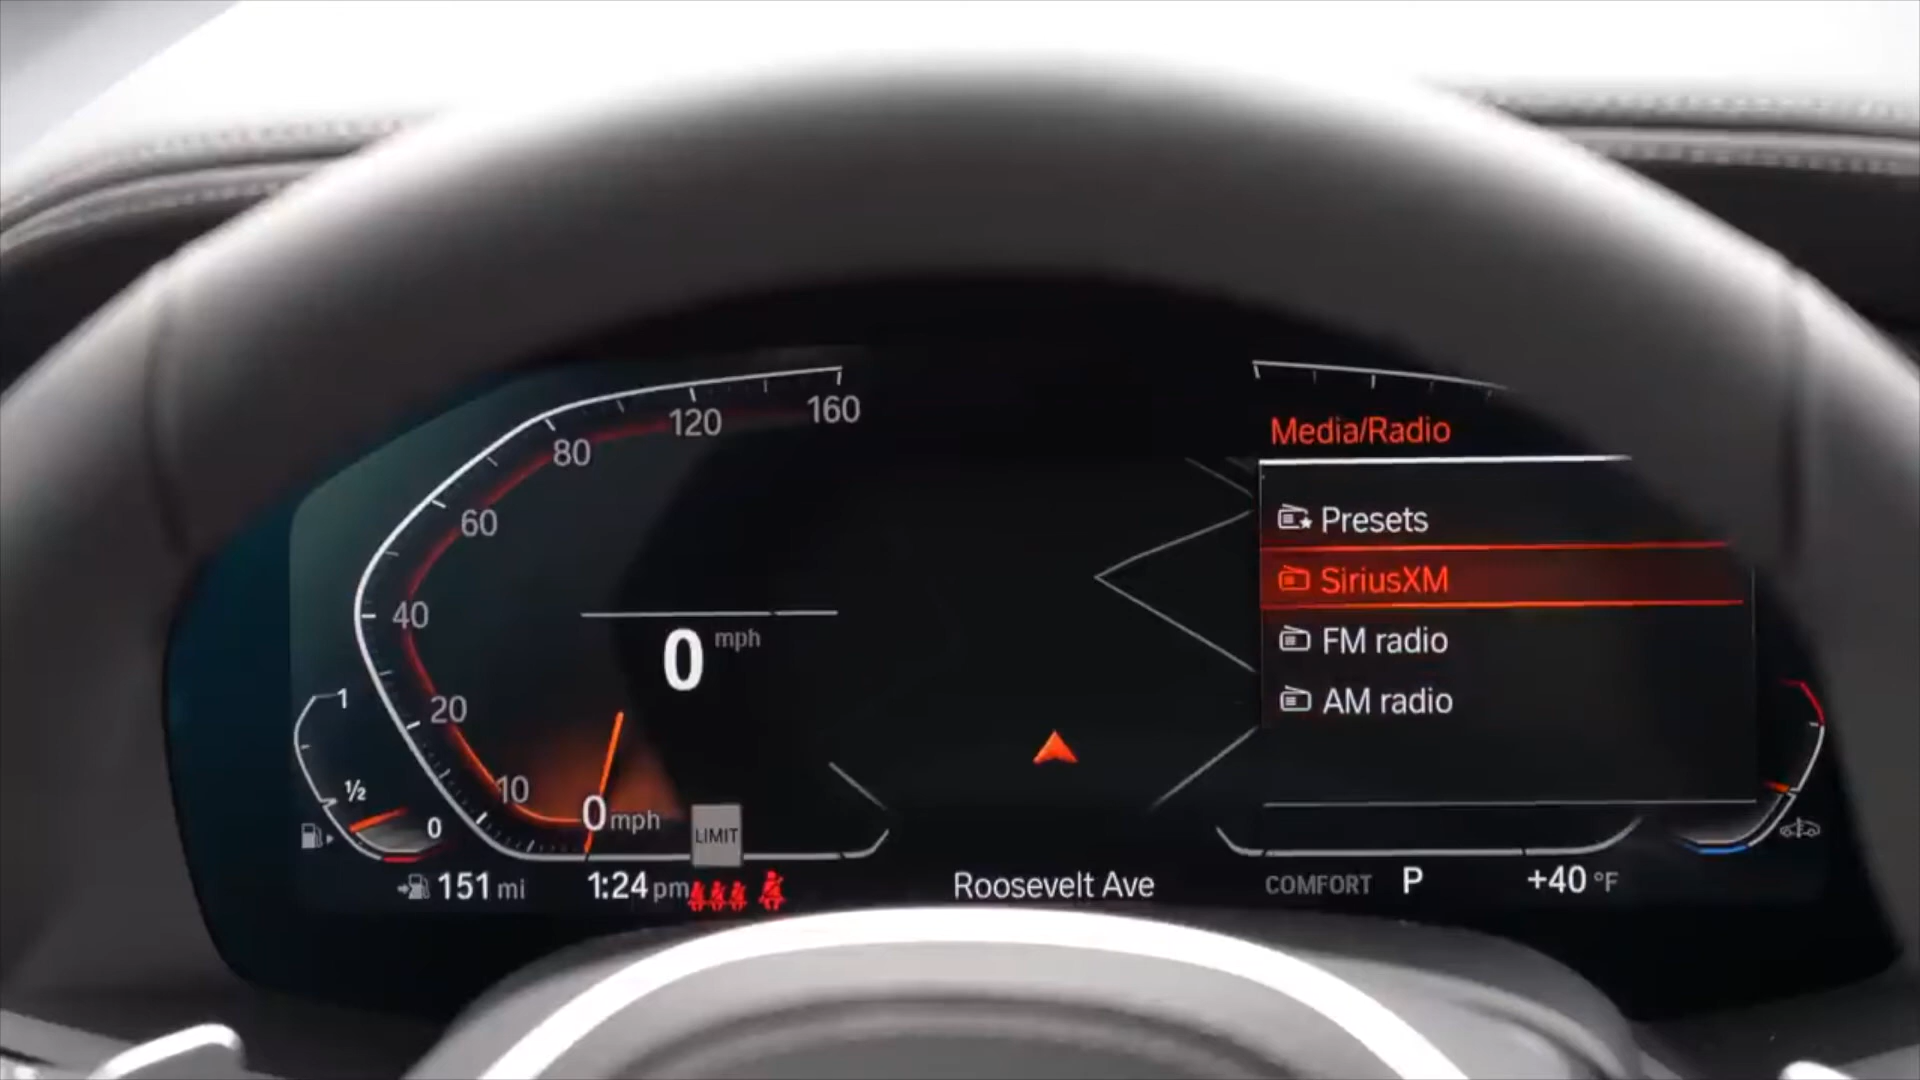 160
120
80
60
40
20
10
0 mph
0 mph
LIMIT
1
½
0
151 mi
1:24 pm
Roosevelt Ave
Media/Radio
Presets
SiriusXM
FM radio
AM radio
COMFORT P
+40 °F